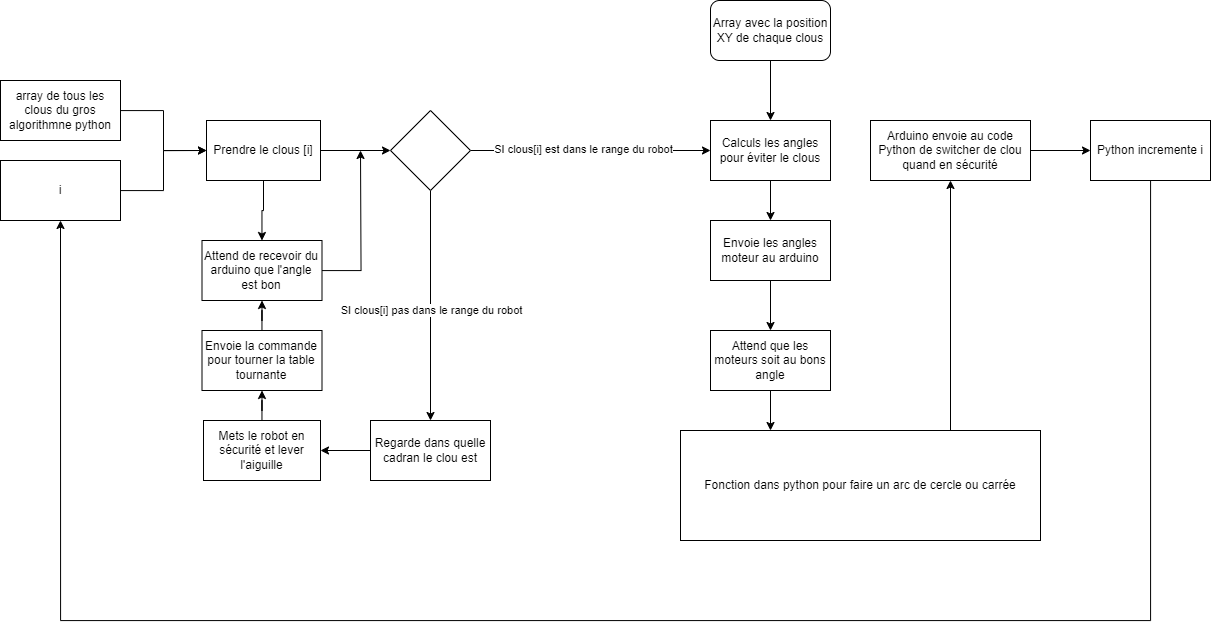 Array avec la position
XY de chaque clous
array de tous les
clous du gros
algorithmne python
i
Prendre le clous [i]
SI clous[i] est dans le range du robot
Calculs les angles
pour éviter le clous
Arduino envoie au code
Python de switcher de clou
quand en sécurité
Python incremente i
Attend de recevoir du
arduino que l'angle
est bon
Envoie les angles
moteur au arduino
SI clous[i] pas dans le range du robot
Envoie la commande
pour tourner la table
tournante
Attend que les
moteurs soit au bons
angle
Mets le robot en
sécurité et lever
l'aiguille
Regarde dans quelle
cadran le clou est
Fonction dans python pour faire un arc de cercle ou carrée